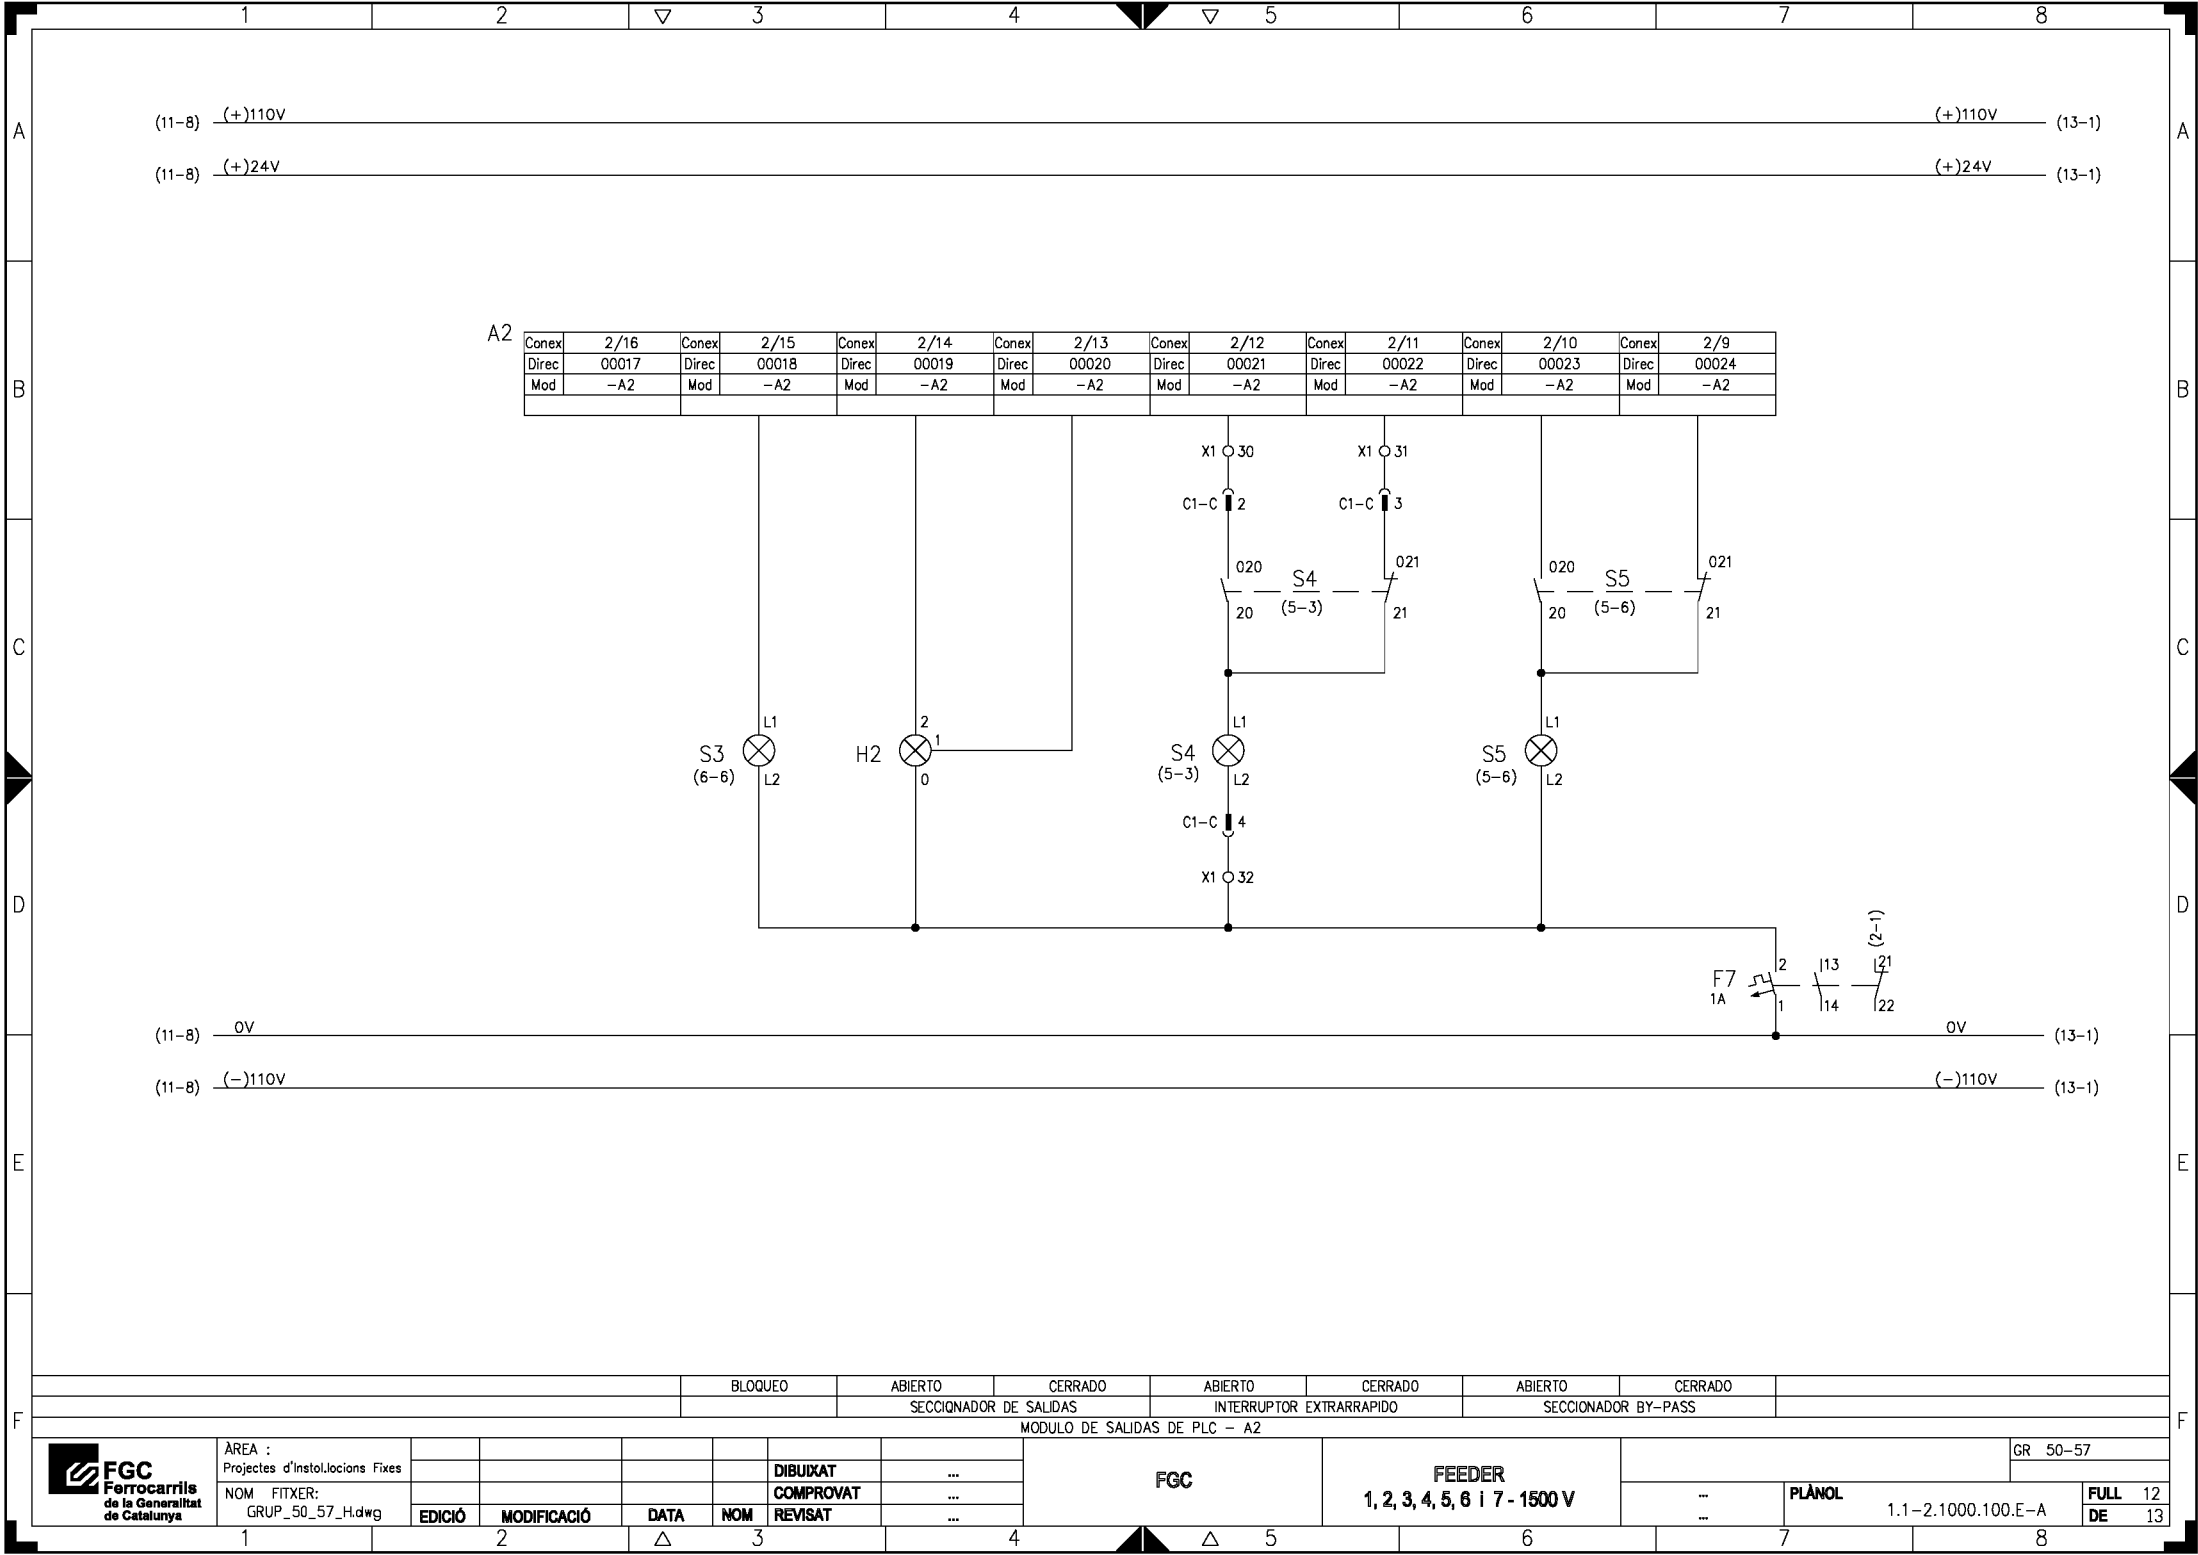 1 2 3 4 5 6 7 8
A A
(11-8) (+)110V (+)110V (13-1)
(11-8) (+)24V (+)24V (13-1)
B B
A2
Conex 2/16 Conex 2/15 Conex 2/14 Conex 2/13 Conex 2/12 Conex 2/11 Conex 2/10 Conex 2/9
Direc 00017 Direc 00018 Direc 00019 Direc 00020 Direc 00021 Direc 00022 Direc 00023 Direc 00024
Mod -A2 Mod -A2 Mod -A2 Mod -A2 Mod -A2 Mod -A2 Mod -A2 Mod -A2
X1 30 X1 31
C1-C 2 C1-C 3
020 021 020 021
S4 S5
(5-3) (5-6)
20 21 20 21
C C
L1 2 L1 L1
S3 H2 1 S4 S5
(6-6) (5-3) (5-6)
L2 0 L2 L2
C1-C 4
X1 32
D D
(2-1)
F7 2 13 21
1A 1 14 22
(11-8) 0V 0V (13-1)
(11-8) (-)110V (-)110V (13-1)
E E
BLOQUEO ABIERTO CERRADO ABIERTO CERRADO ABIERTO CERRADO
SECCIONADOR DE SALIDAS INTERRUPTOR EXTRARRAPIDO SECCIONADOR BY-PASS
F F
MODULO DE SALIDAS DE PLC - A2
FGC
Ferrocarrils
de la Generalitat
de Catalunya
ÀREA :
Projectes d'Instal.lacions Fixes
NOM FITXER:
GRUP_50_57_H.dwg
EDICIÓ MODIFICACIÓ DATA NOM
DIBUIXAT ...
COMPROVAT ...
REVISAT ...
FGC
FEEDER
1, 2, 3, 4, 5, 6 i 7 - 1500 V
...
...
GR 50-57
PLÀNOL
1.1-2.1000.100.E-A
FULL 12
DE 13
1 2 3 4 5 6 7 8